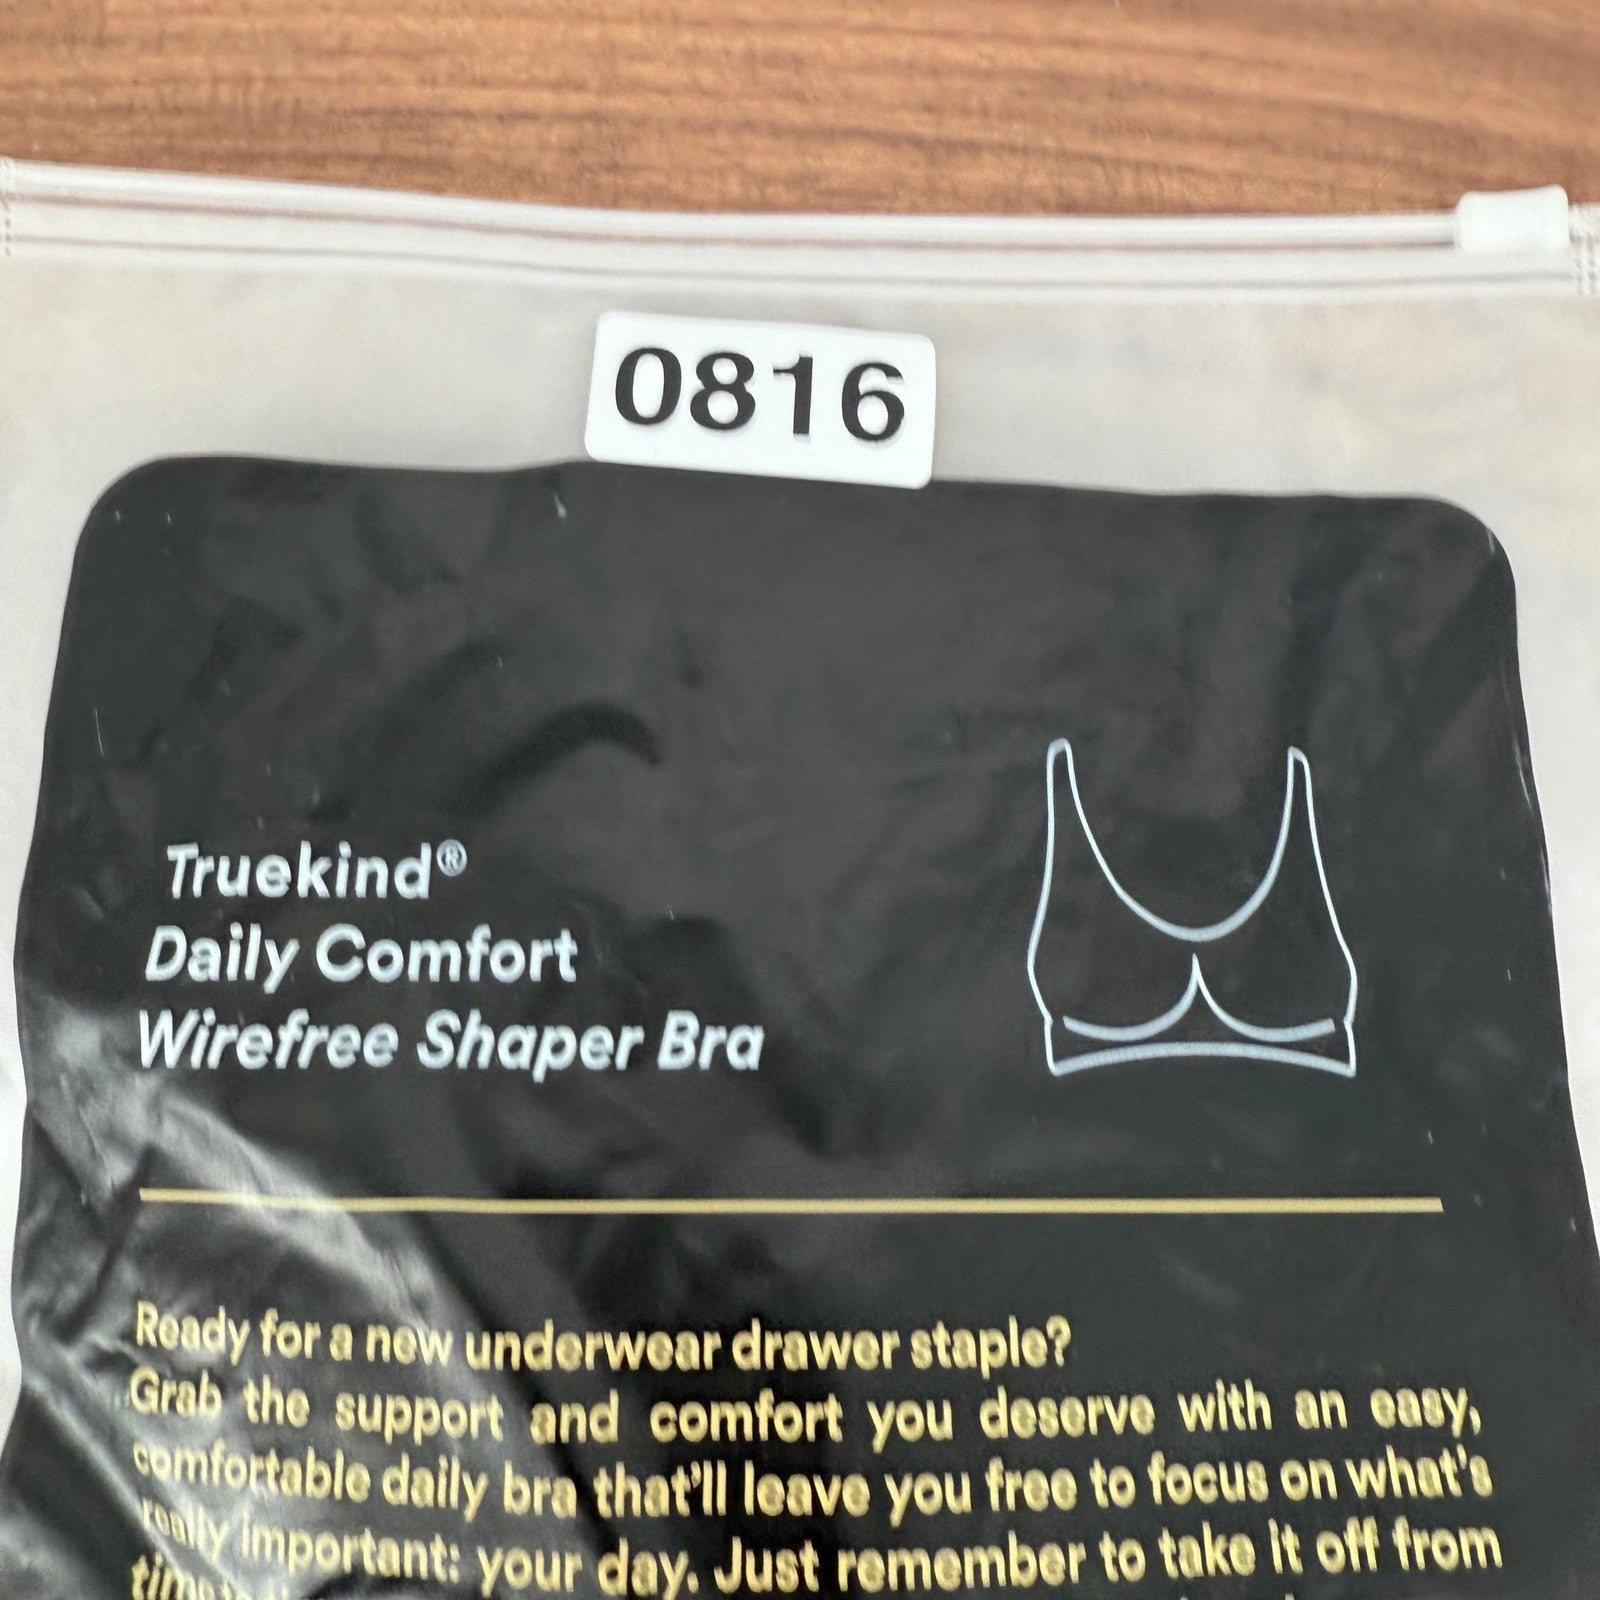 0816
Truekind®
Daily Comfort
Wirefree Shaper Bra
Ready for a new underwear drawer staple?
Grab the support and comfort you deserve with an easy,
comfortable daily bra that'll leave you free to focus on what's
really important: your day. Just remember to take it off from